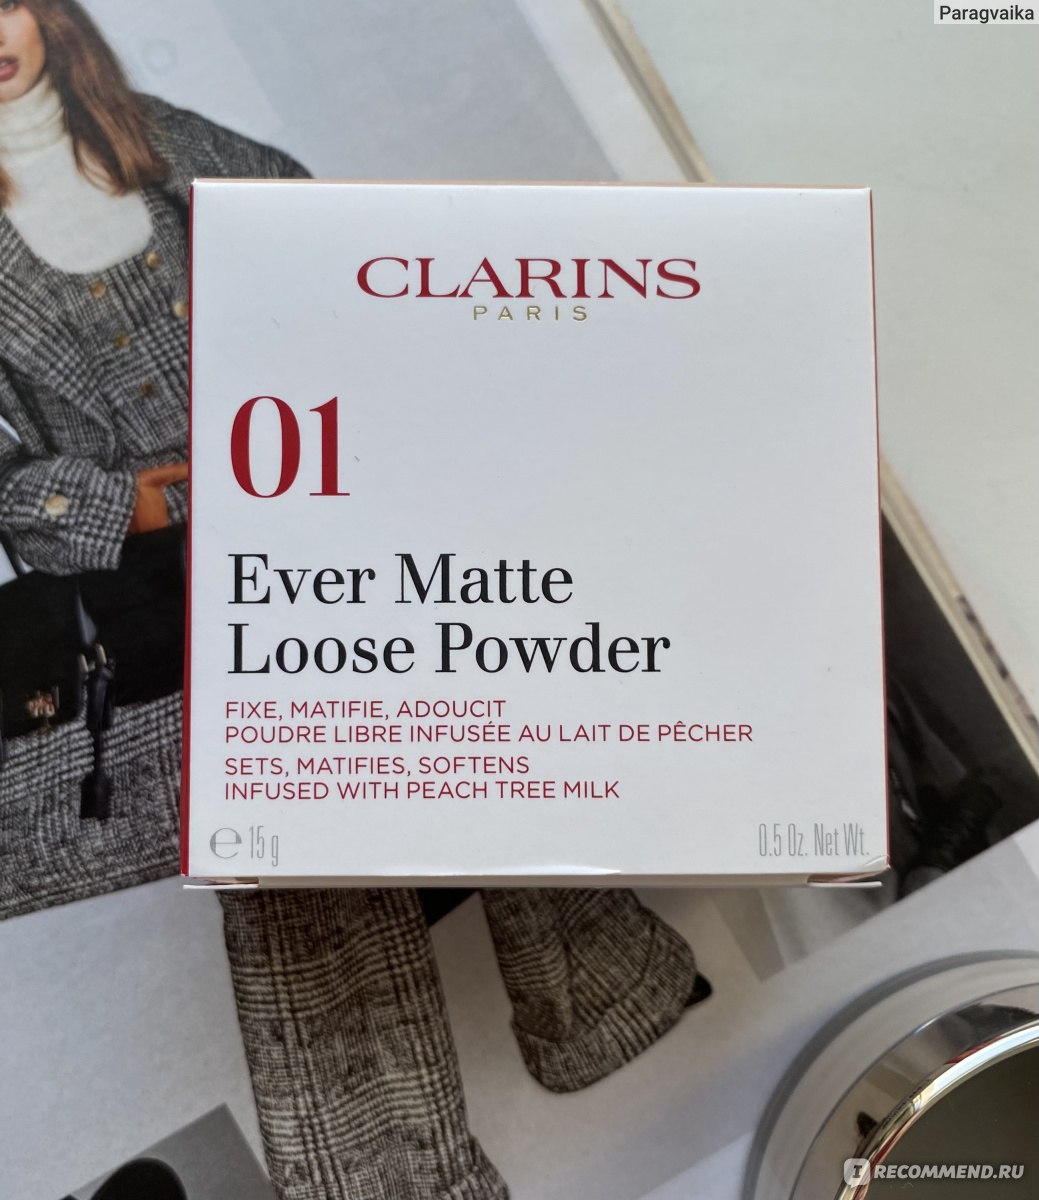 Paragvaika
CLARINS
PARIS
01
Ever Matte
Loose Powder
FIXE, MATIFIE, ADOUCIT
POUDRE LIBRE INFUSÉE AU LAIT DE PÊCHER
SETS, MATIFIES, SOFTENS
INFUSED WITH PEACH TREE MILK
℮ 15 g
0.5 Oz. Net Wt.
IRECOMMEND.RU